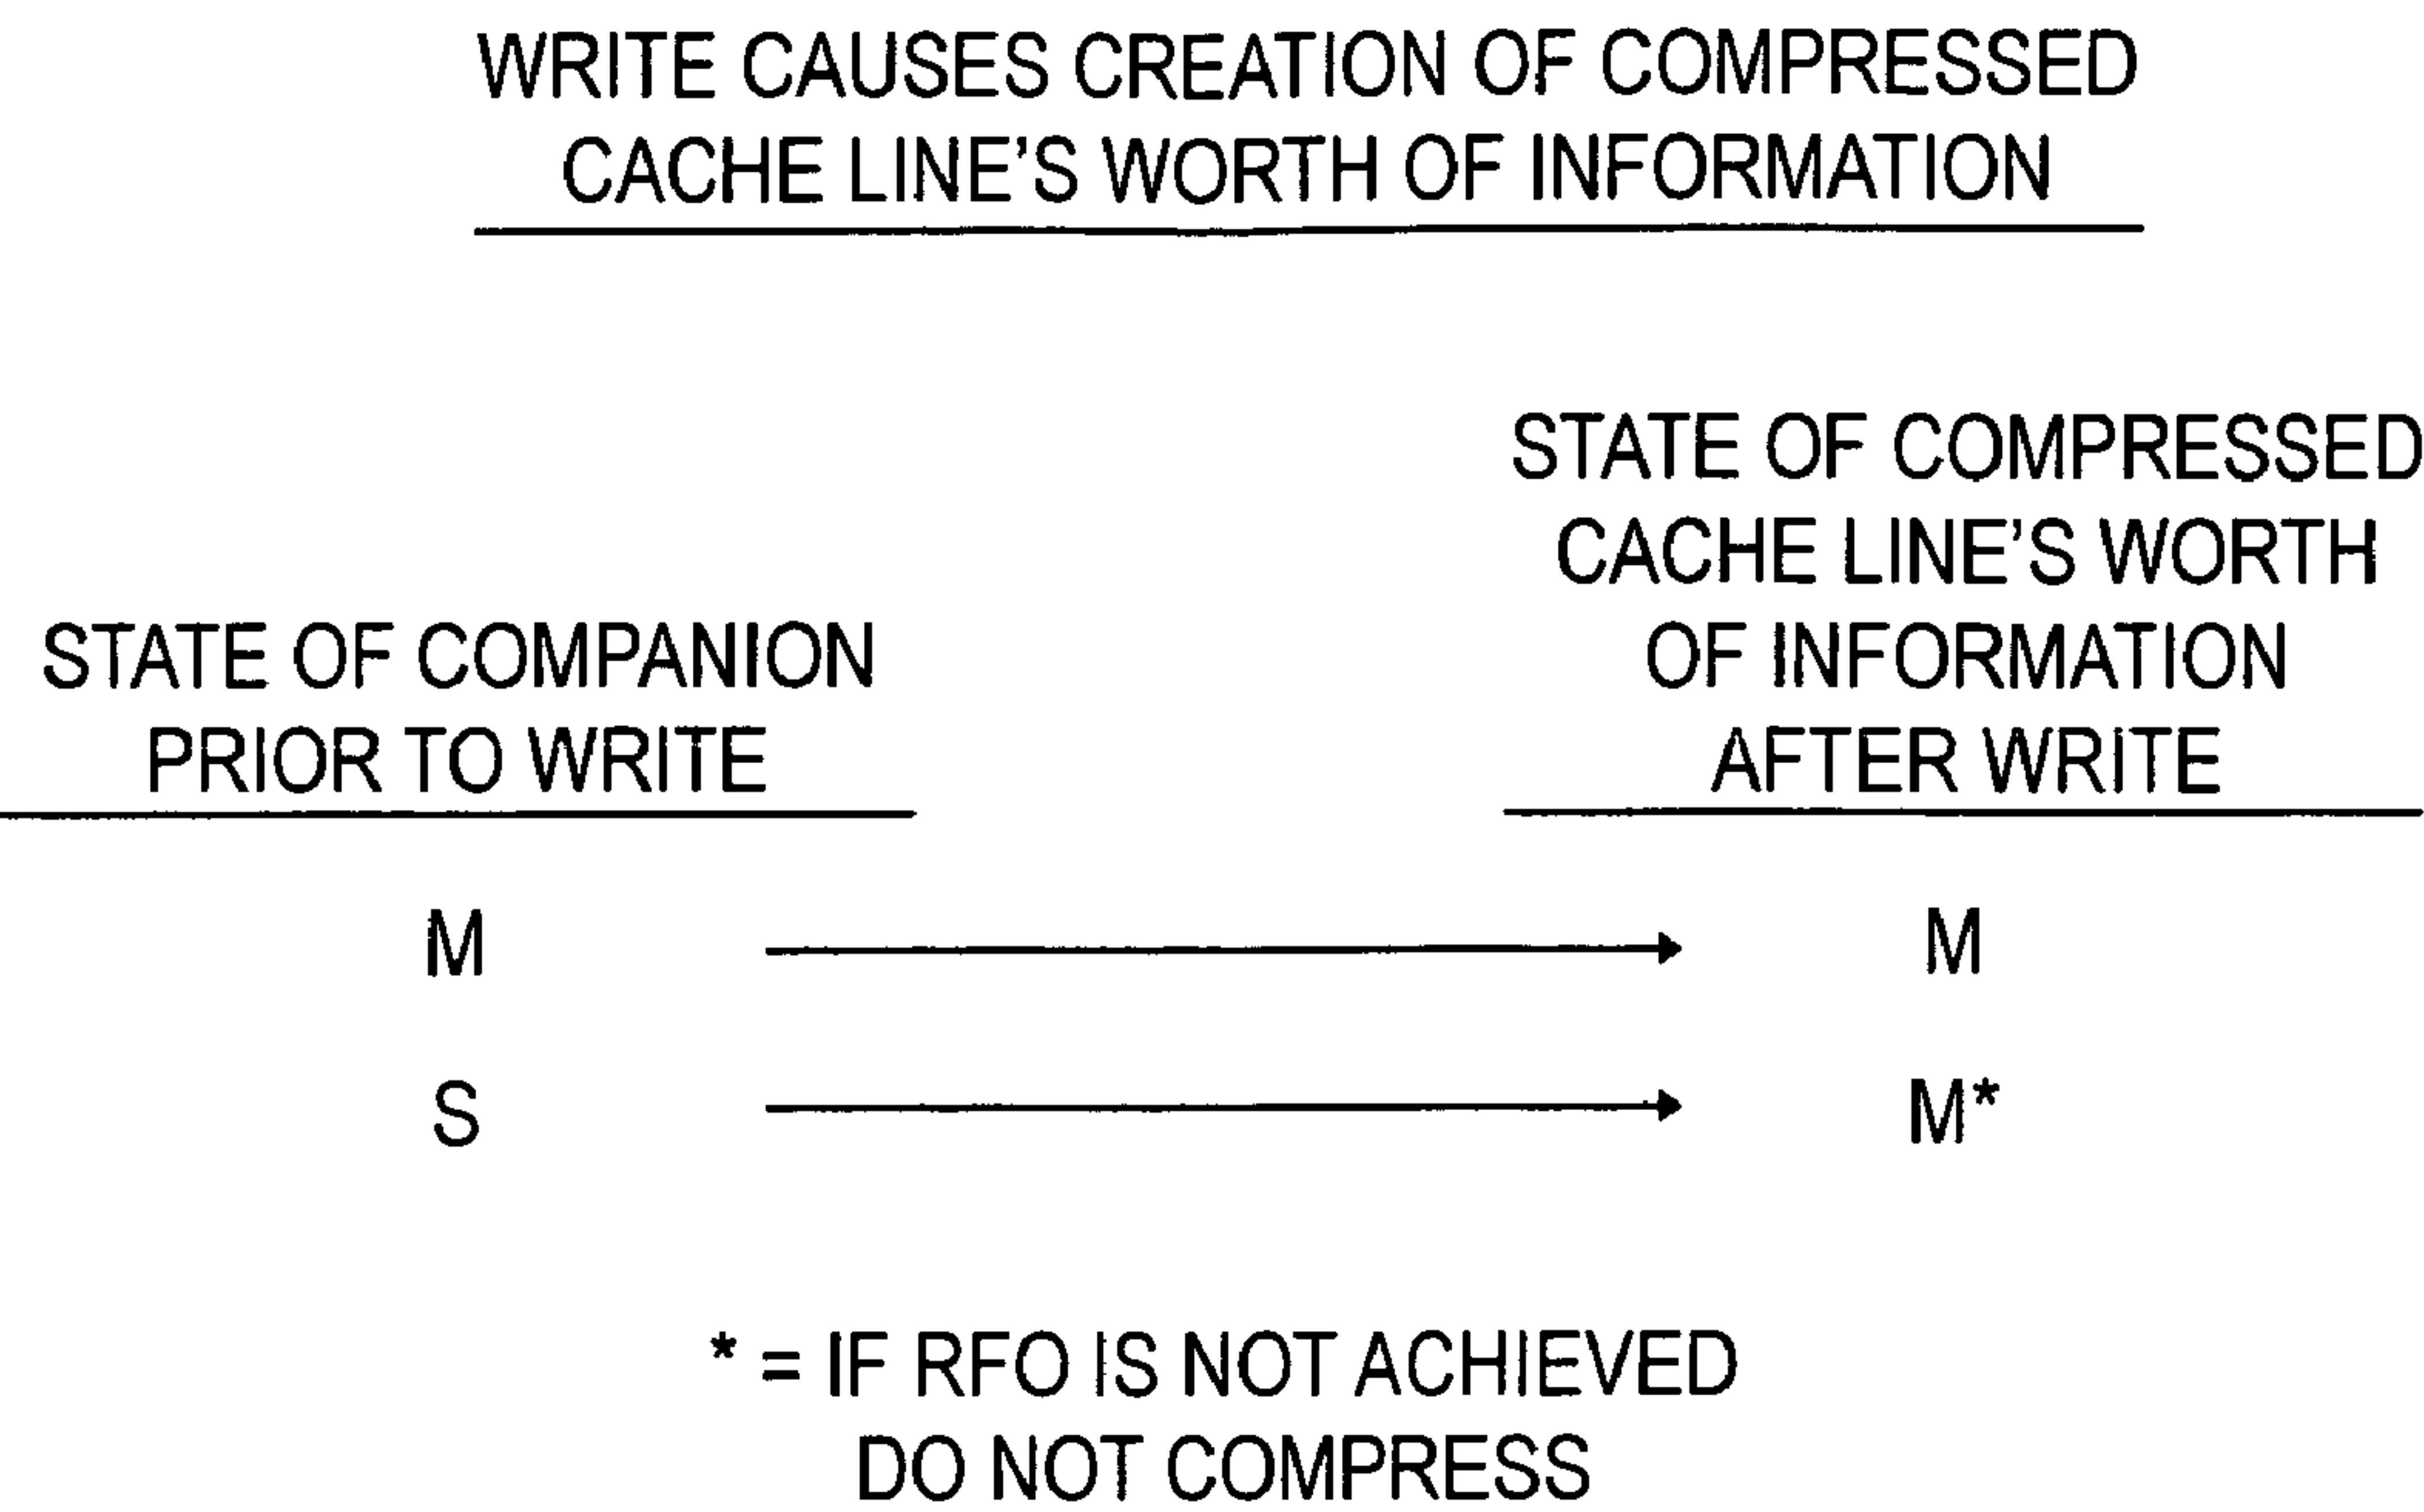 WRITE CAUSES CREATION OF COMPRESSED
CACHE LINE'S WORTH OF INFORMATION
STATE OF COMPANION
PRIOR TO WRITE
STATE OF COMPRESSED
CACHE LINE'S WORTH
OF INFORMATION
AFTER WRITE
M M
S M*
* = IF RFO IS NOT ACHIEVED
DO NOT COMPRESS